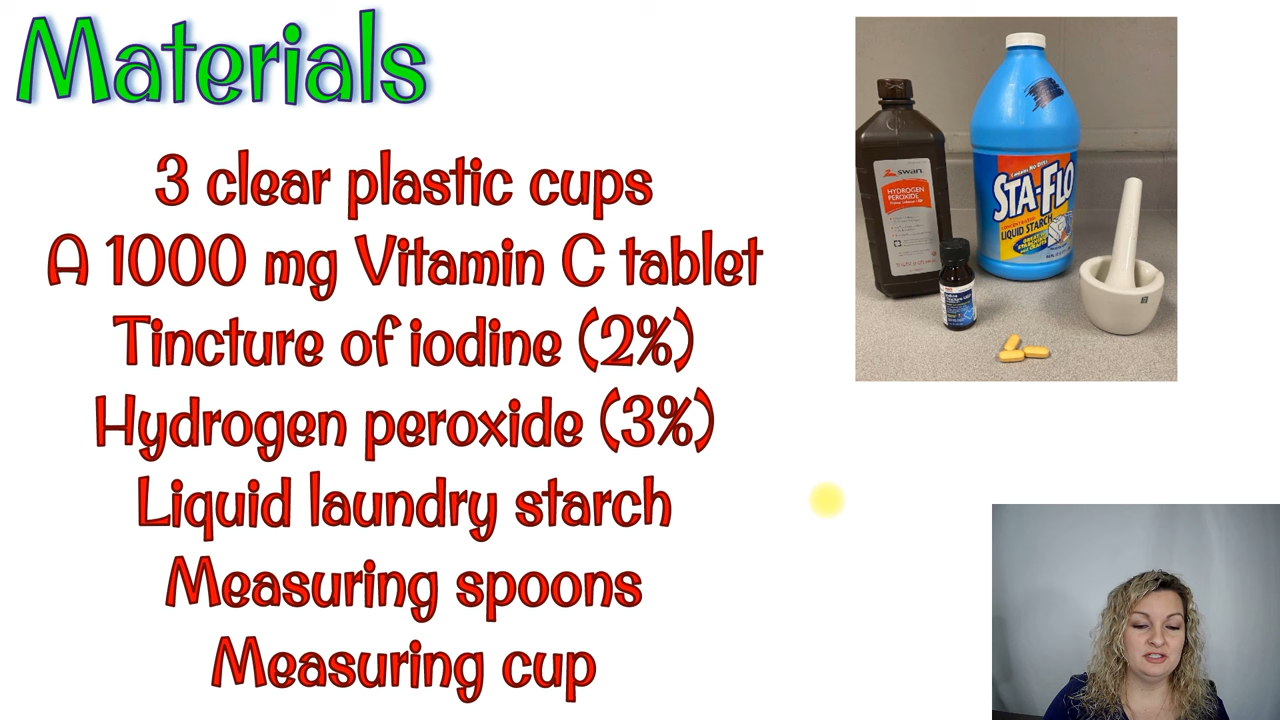 Materials
3 clear plastic cups
A 1000 mg Vitamin C tablet
Tincture of iodine (2%)
Hydrogen peroxide (3%)
Liquid laundry starch
Measuring spoons
Measuring cup
swan
HYDROGEN
PEROXIDE
STA-FLO
CONCENTRATED
LIQUID STARCH